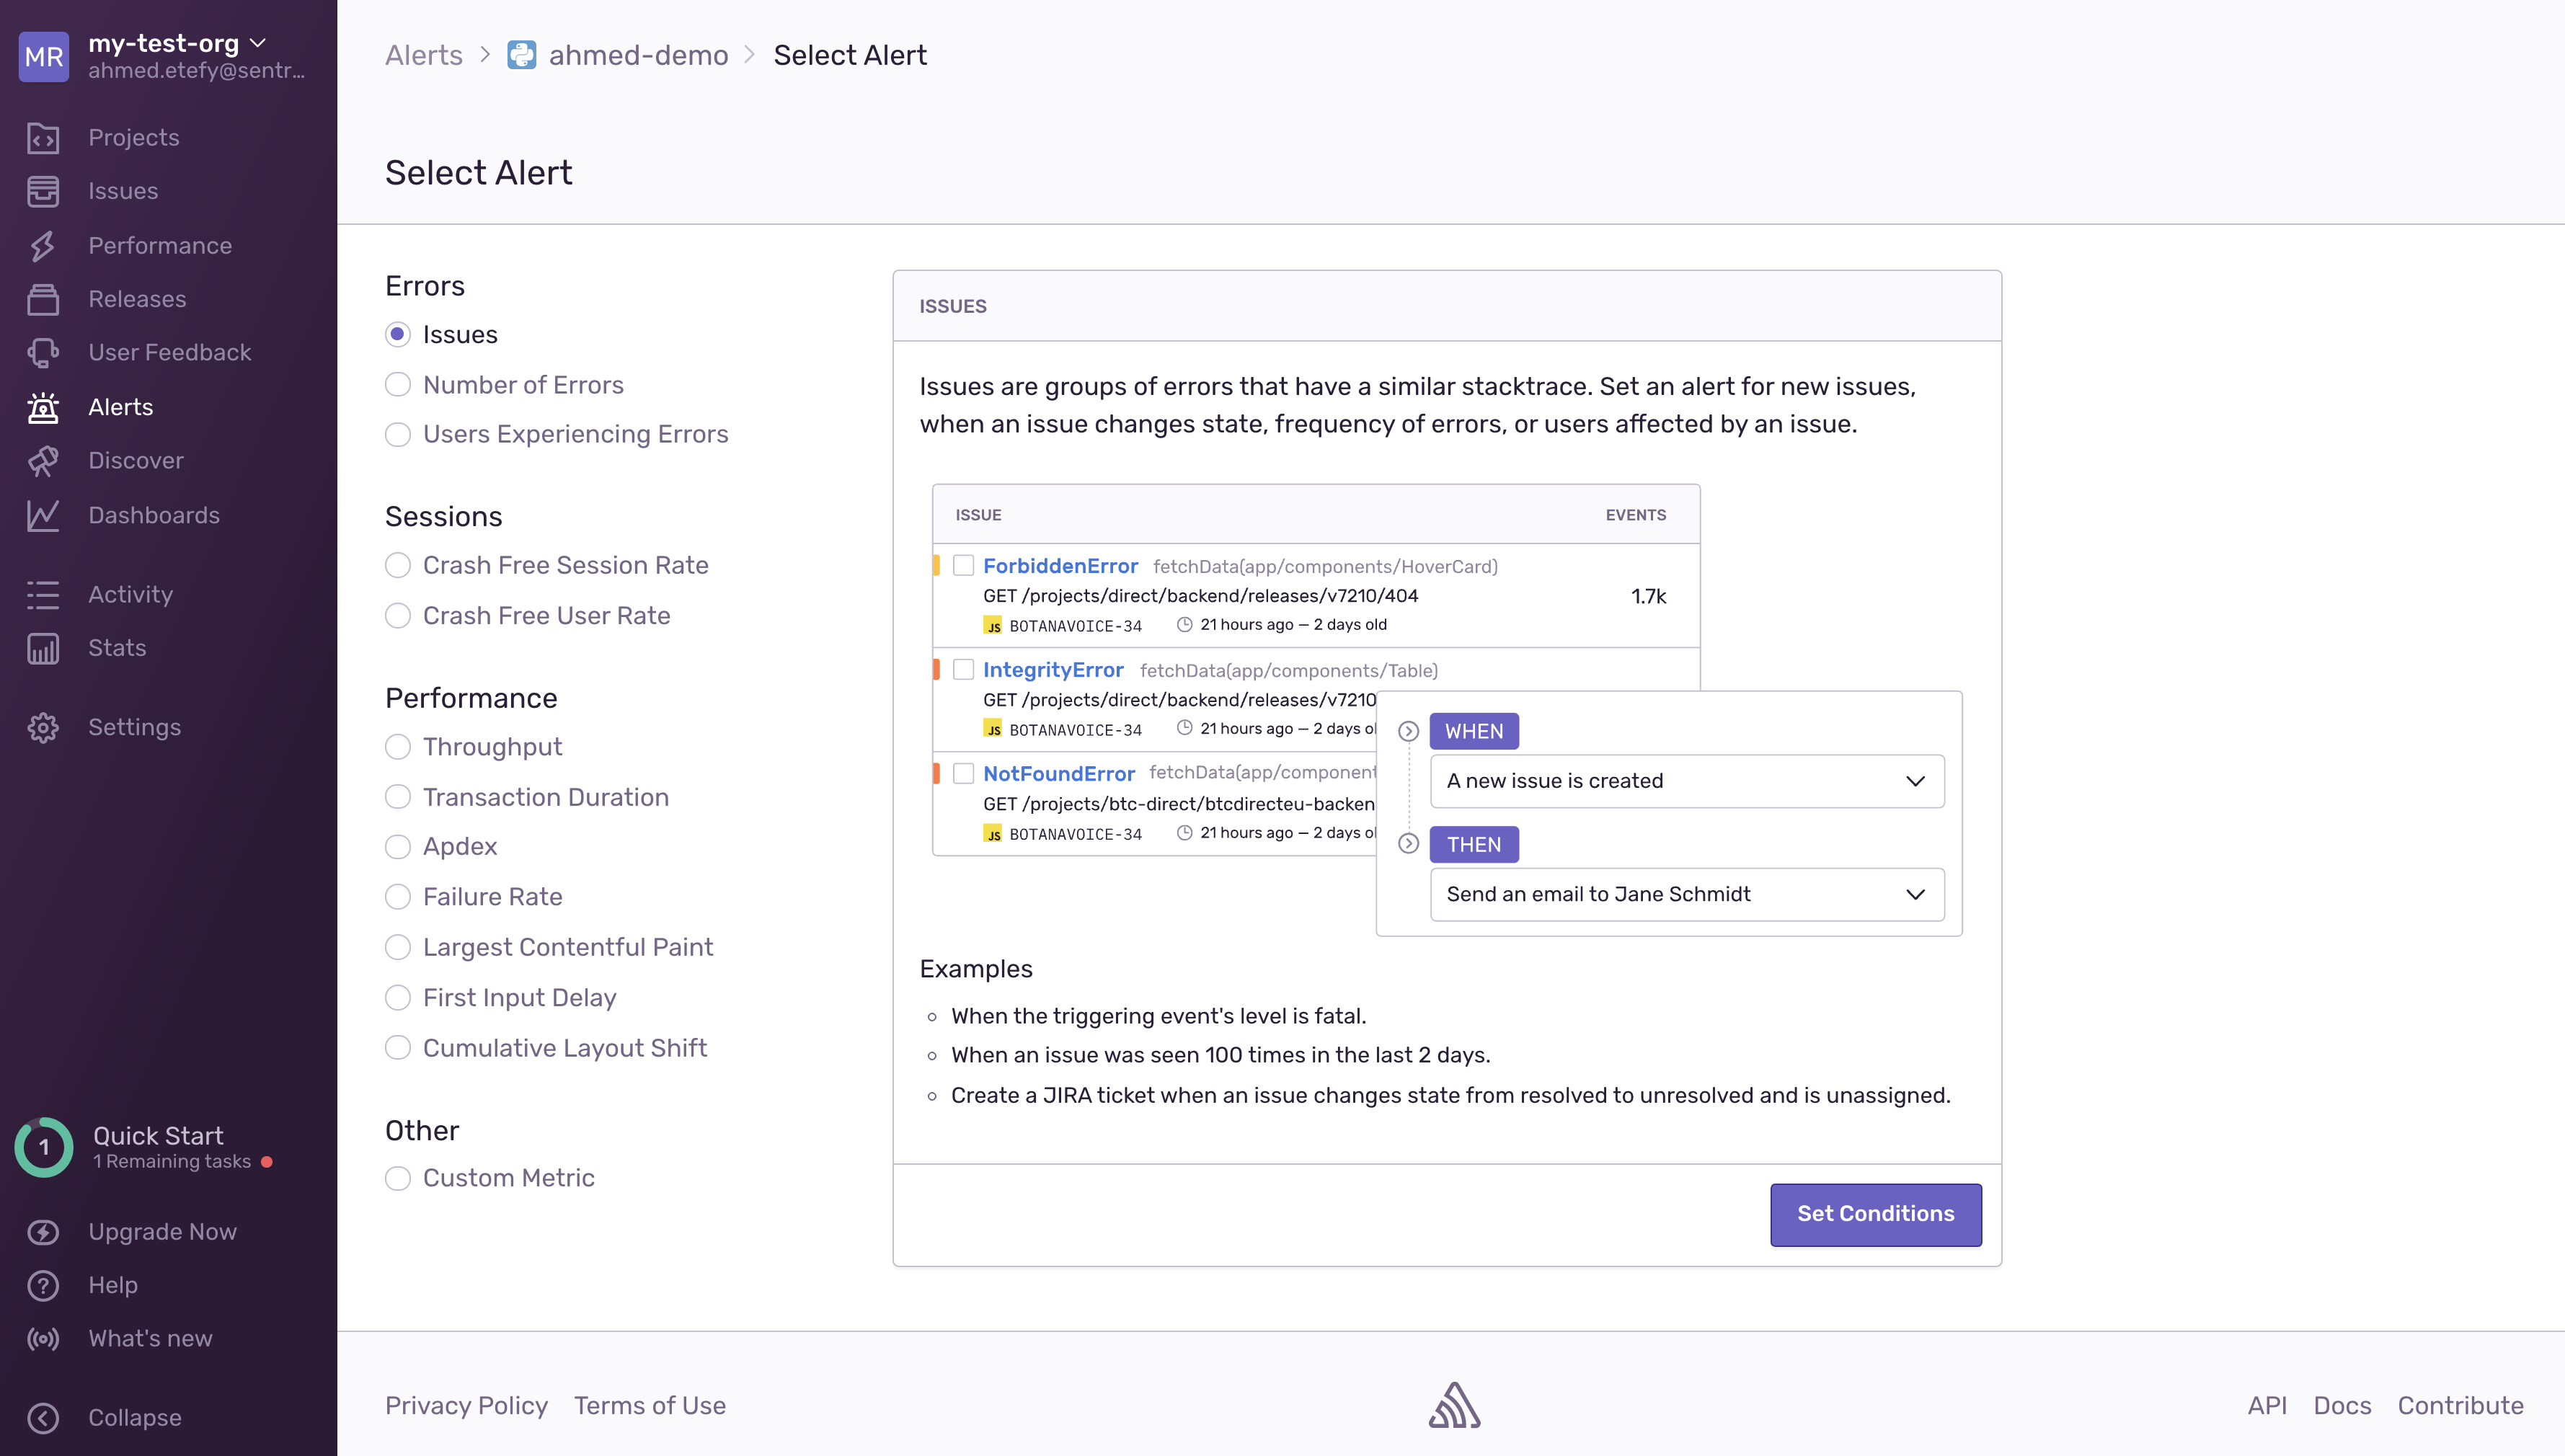 MR
my-test-org
ahmed.etefy@sentr...
Projects
Issues
Performance
Releases
User Feedback
Alerts
Discover
Dashboards
Activity
Stats
Settings
1
Quick Start
1 Remaining tasks
Upgrade Now
Help
What's new
Collapse
Alerts > ahmed-demo > Select Alert
Select Alert
Errors
Issues
Number of Errors
Users Experiencing Errors
Sessions
Crash Free Session Rate
Crash Free User Rate
Performance
Throughput
Transaction Duration
Apdex
Failure Rate
Largest Contentful Paint
First Input Delay
Cumulative Layout Shift
Other
Custom Metric
ISSUES
Issues are groups of errors that have a similar stacktrace. Set an alert for new issues,
when an issue changes state, frequency of errors, or users affected by an issue.
ISSUE EVENTS
ForbiddenError fetchData(app/components/HoverCard)
GET /projects/direct/backend/releases/v7210/404 1.7k
JS BOTANAVOICE-34 21 hours ago — 2 days old
IntegrityError fetchData(app/components/Table)
GET /projects/direct/backend/releases/v7210
JS BOTANAVOICE-34 21 hours ago — 2 days ol
NotFoundError fetchData(app/component
GET /projects/btc-direct/btcdirecteu-backen
JS BOTANAVOICE-34 21 hours ago — 2 days ol
WHEN
A new issue is created
THEN
Send an email to Jane Schmidt
Examples
When the triggering event's level is fatal.
When an issue was seen 100 times in the last 2 days.
Create a JIRA ticket when an issue changes state from resolved to unresolved and is unassigned.
Set Conditions
Privacy Policy Terms of Use API Docs Contribute